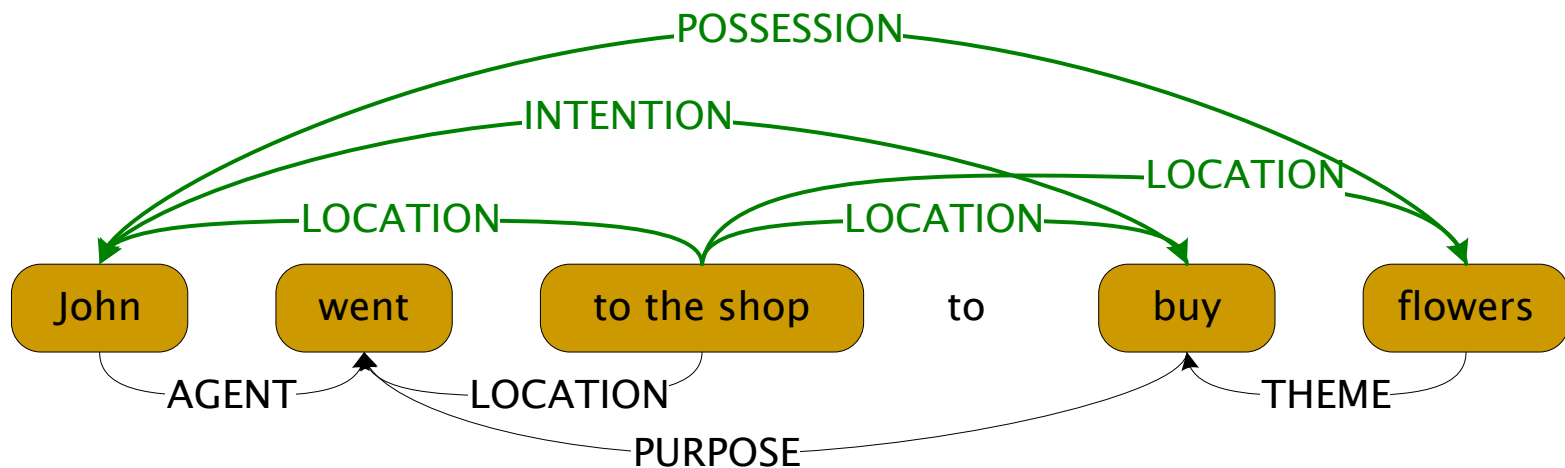 POSSESSION
INTENTION
LOCATION
LOCATION LOCATION
John went to the shop to buy flowers
AGENT LOCATION THEME
PURPOSE